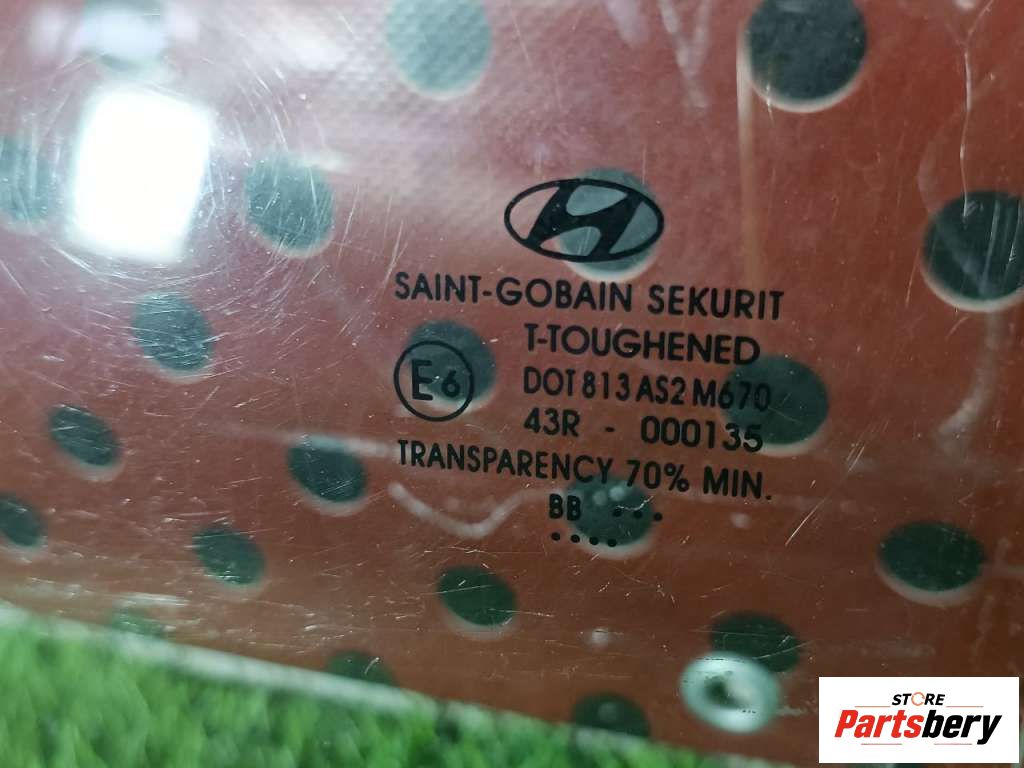 SAINT-GOBAIN SEKURIT
T-TOUGHENED
E6
DOT 813 AS2 M670
43R - 000135
TRANSPARENCY 70% MIN.
BB ...
....
STORE
Partsbery